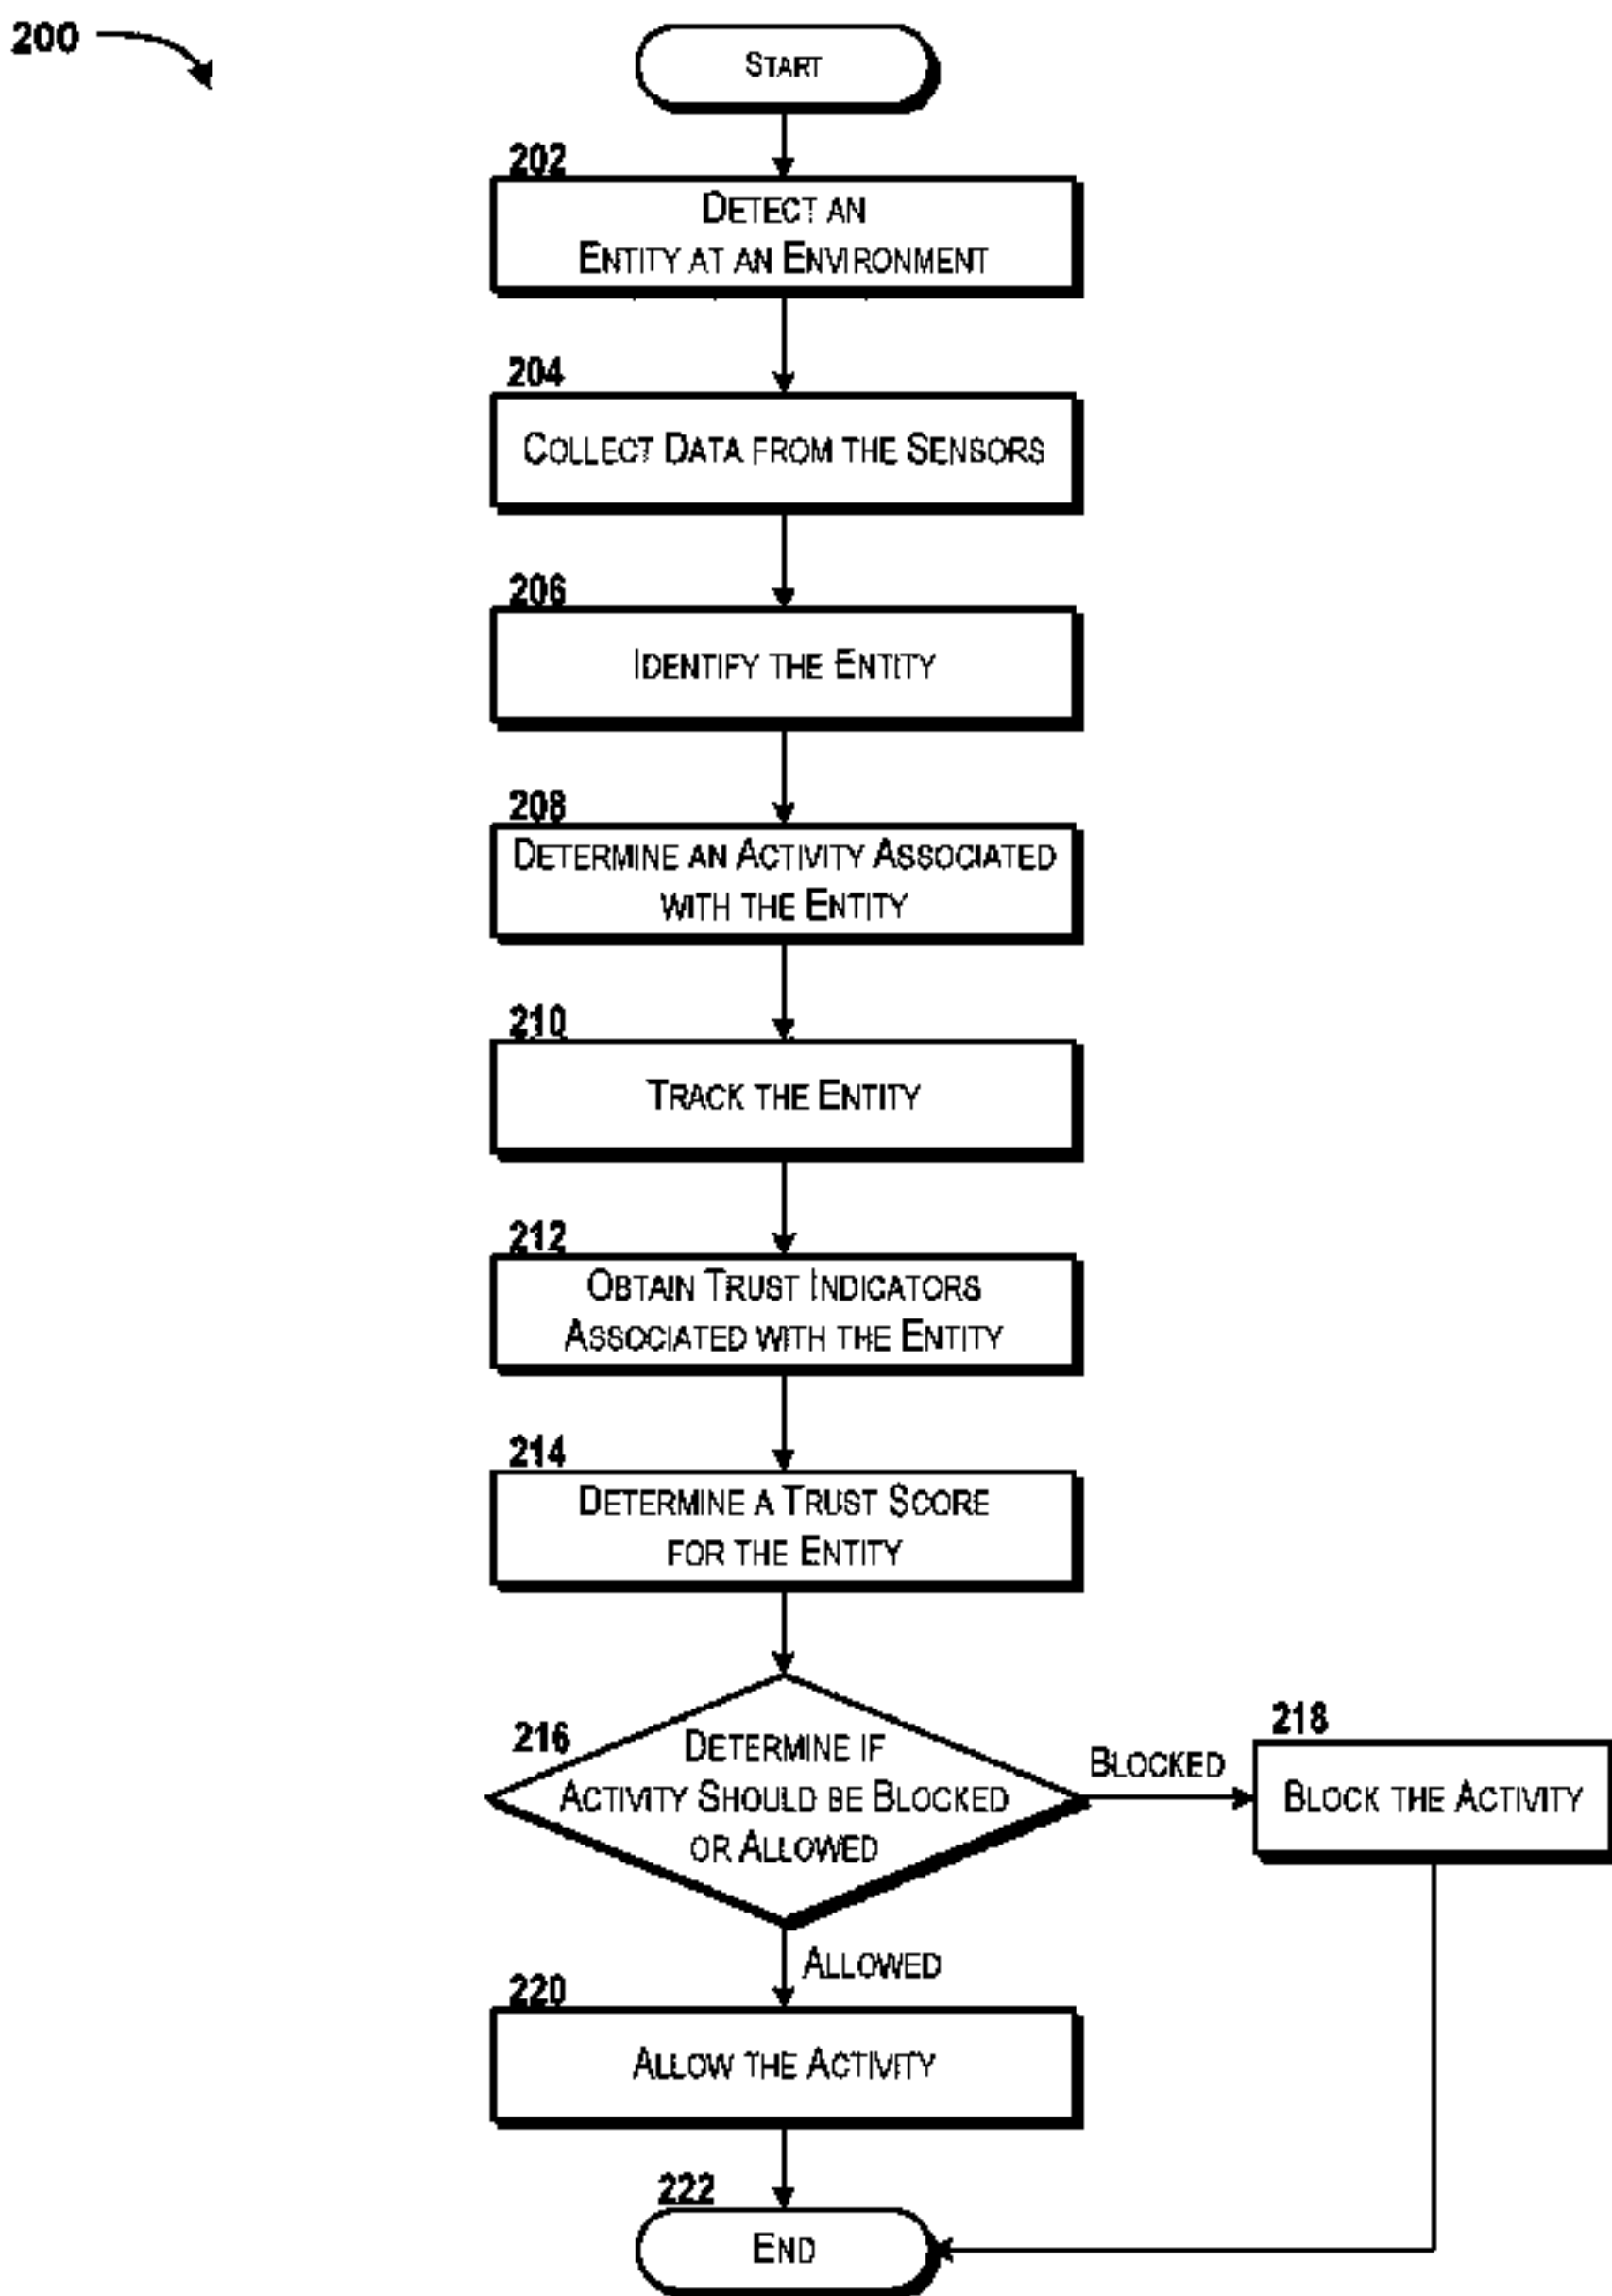 200
START
202
DETECT AN
ENTITY AT AN ENVIRONMENT
204
COLLECT DATA FROM THE SENSORS
206
IDENTIFY THE ENTITY
208
DETERMINE AN ACTIVITY ASSOCIATED
WITH THE ENTITY
210
TRACK THE ENTITY
212
OBTAIN TRUST INDICATORS
ASSOCIATED WITH THE ENTITY
214
DETERMINE A TRUST SCORE
FOR THE ENTITY
216
DETERMINE IF
ACTIVITY SHOULD BE BLOCKED
OR ALLOWED
BLOCKED
218
BLOCK THE ACTIVITY
ALLOWED
220
ALLOW THE ACTIVITY
222
END